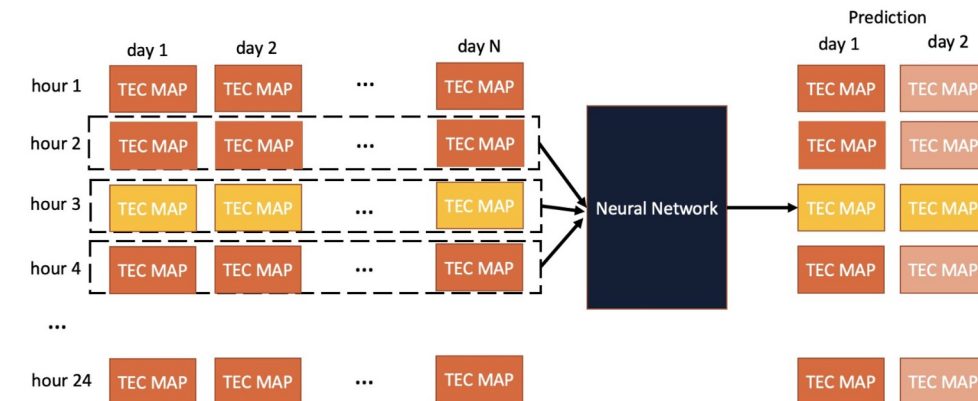 Prediction
day 1 day 2 day N day 1 day 2
hour 1 TEC MAP TEC MAP ... TEC MAP TEC MAP TEC MAP
hour 2 TEC MAP TEC MAP ... TEC MAP TEC MAP TEC MAP
hour 3 TEC MAP TEC MAP ... TEC MAP Neural Network TEC MAP TEC MAP
hour 4 TEC MAP TEC MAP ... TEC MAP TEC MAP TEC MAP
...
hour 24 TEC MAP TEC MAP ... TEC MAP TEC MAP TEC MAP